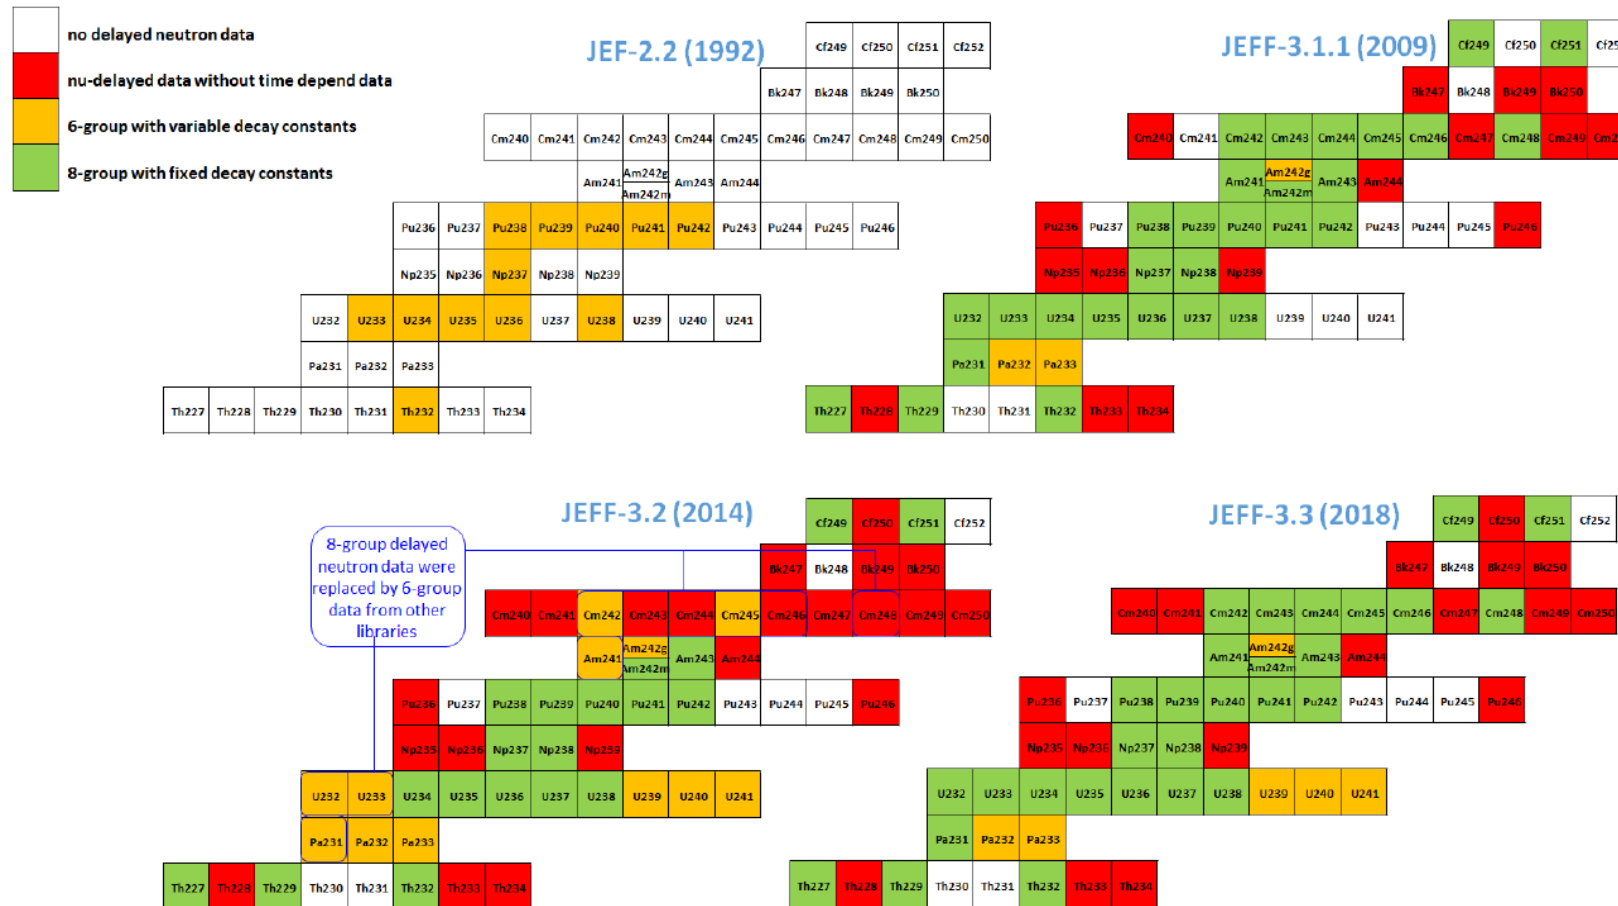 no delayed neutron data
nu-delayed data without time depend data
6-group with variable decay constants
8-group with fixed decay constants
JEF-2.2 (1992)
Cf249 Cf250 Cf251 Cf252
Bk247 Bk248 Bk249 Bk250
Cm240 Cm241 Cm242 Cm243 Cm244 Cm245 Cm246 Cm247 Cm248 Cm249 Cm250
Am241 Am242g Am243 Am244
Am242m
Pu236 Pu237 Pu238 Pu239 Pu240 Pu241 Pu242 Pu243 Pu244 Pu245 Pu246
Np235 Np236 Np237 Np238 Np239
U232 U233 U234 U235 U236 U237 U238 U239 U240 U241
Pa231 Pa232 Pa233
Th227 Th228 Th229 Th230 Th231 Th232 Th233 Th234
JEFF-3.1.1 (2009)
Cf249 Cf250 Cf251 Cf25
Bk247 Bk248 Bk249 Bk250
Cm240 Cm241 Cm242 Cm243 Cm244 Cm245 Cm246 Cm247 Cm248 Cm249 Cm2
Am241 Am242g Am243 Am244
Am242m
Pu236 Pu237 Pu238 Pu239 Pu240 Pu241 Pu242 Pu243 Pu244 Pu245 Pu246
Np235 Np236 Np237 Np238 Np239
U232 U233 U234 U235 U236 U237 U238 U239 U240 U241
Pa231 Pa232 Pa233
Th227 Th228 Th229 Th230 Th231 Th232 Th233 Th234
JEFF-3.2 (2014)
8-group delayed
neutron data were
replaced by 6-group
data from other
libraries
Cf249 Cf250 Cf251 Cf252
Bk247 Bk248 Bk249 Bk250
Cm240 Cm241 Cm242 Cm243 Cm244 Cm245 Cm246 Cm247 Cm248 Cm249 Cm250
Am241 Am242g Am243 Am244
Am242m
Pu236 Pu237 Pu238 Pu239 Pu240 Pu241 Pu242 Pu243 Pu244 Pu245 Pu246
Np235 Np236 Np237 Np238 Np239
U232 U233 U234 U235 U236 U237 U238 U239 U240 U241
Pa231 Pa232 Pa233
Th227 Th228 Th229 Th230 Th231 Th232 Th233 Th234
JEFF-3.3 (2018)
Cf249 Cf250 Cf251 Cf252
Bk247 Bk248 Bk249 Bk250
Cm240 Cm241 Cm242 Cm243 Cm244 Cm245 Cm246 Cm247 Cm248 Cm249 Cm250
Am241 Am242g Am243 Am244
Am242m
Pu236 Pu237 Pu238 Pu239 Pu240 Pu241 Pu242 Pu243 Pu244 Pu245 Pu246
Np235 Np236 Np237 Np238 Np239
U232 U233 U234 U235 U236 U237 U238 U239 U240 U241
Pa231 Pa232 Pa233
Th227 Th228 Th229 Th230 Th231 Th232 Th233 Th234